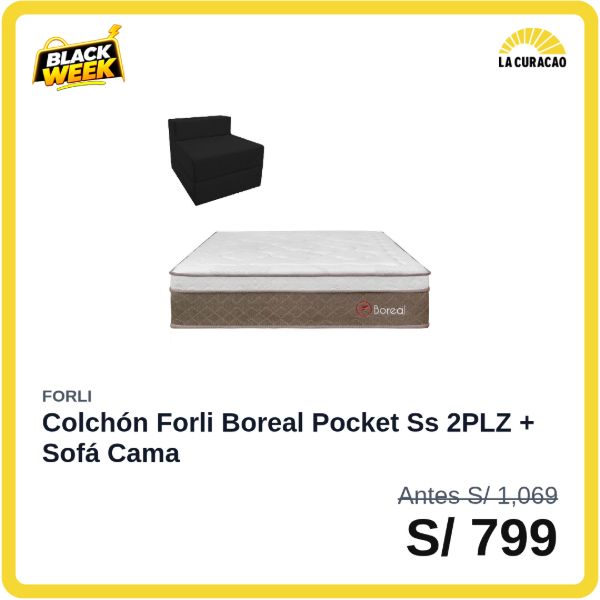 BLACK
WEEK
LA CURACAO
Boreal
FORLI
Colchón Forli Boreal Pocket Ss 2PLZ +
Sofá Cama
Antes S/ 1,069
S/ 799